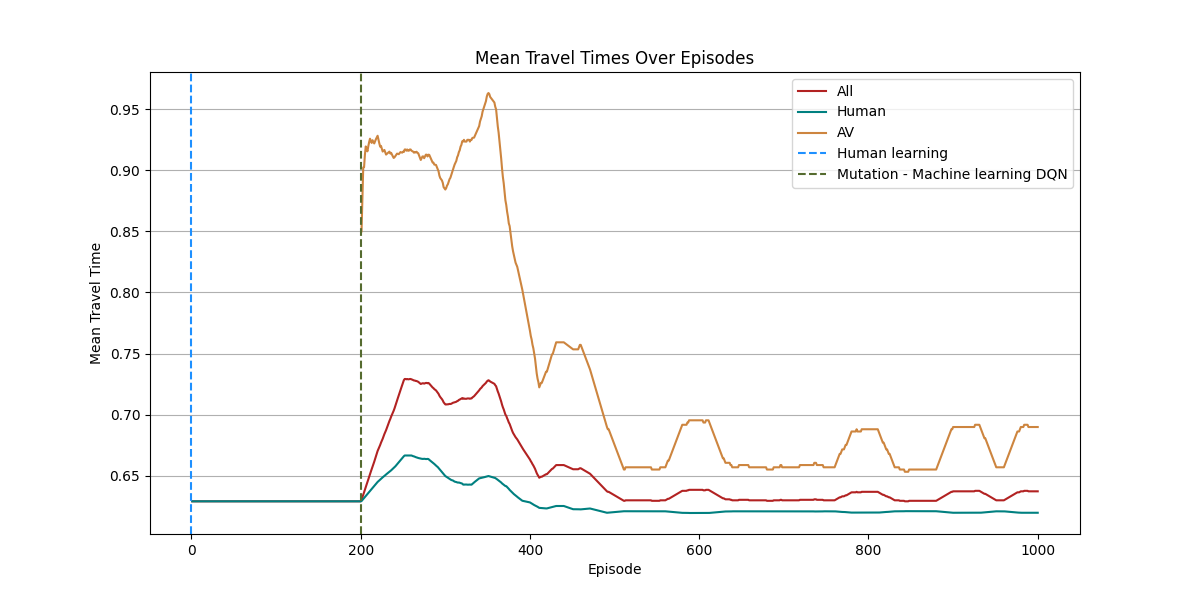 Mean Travel Times Over Episodes
Mean Travel Time
0.95
0.90
0.85
0.80
0.75
0.70
0.65
All
Human
AV
Human learning
Mutation - Machine learning DQN
0
200
400
600
800
1000
Episode